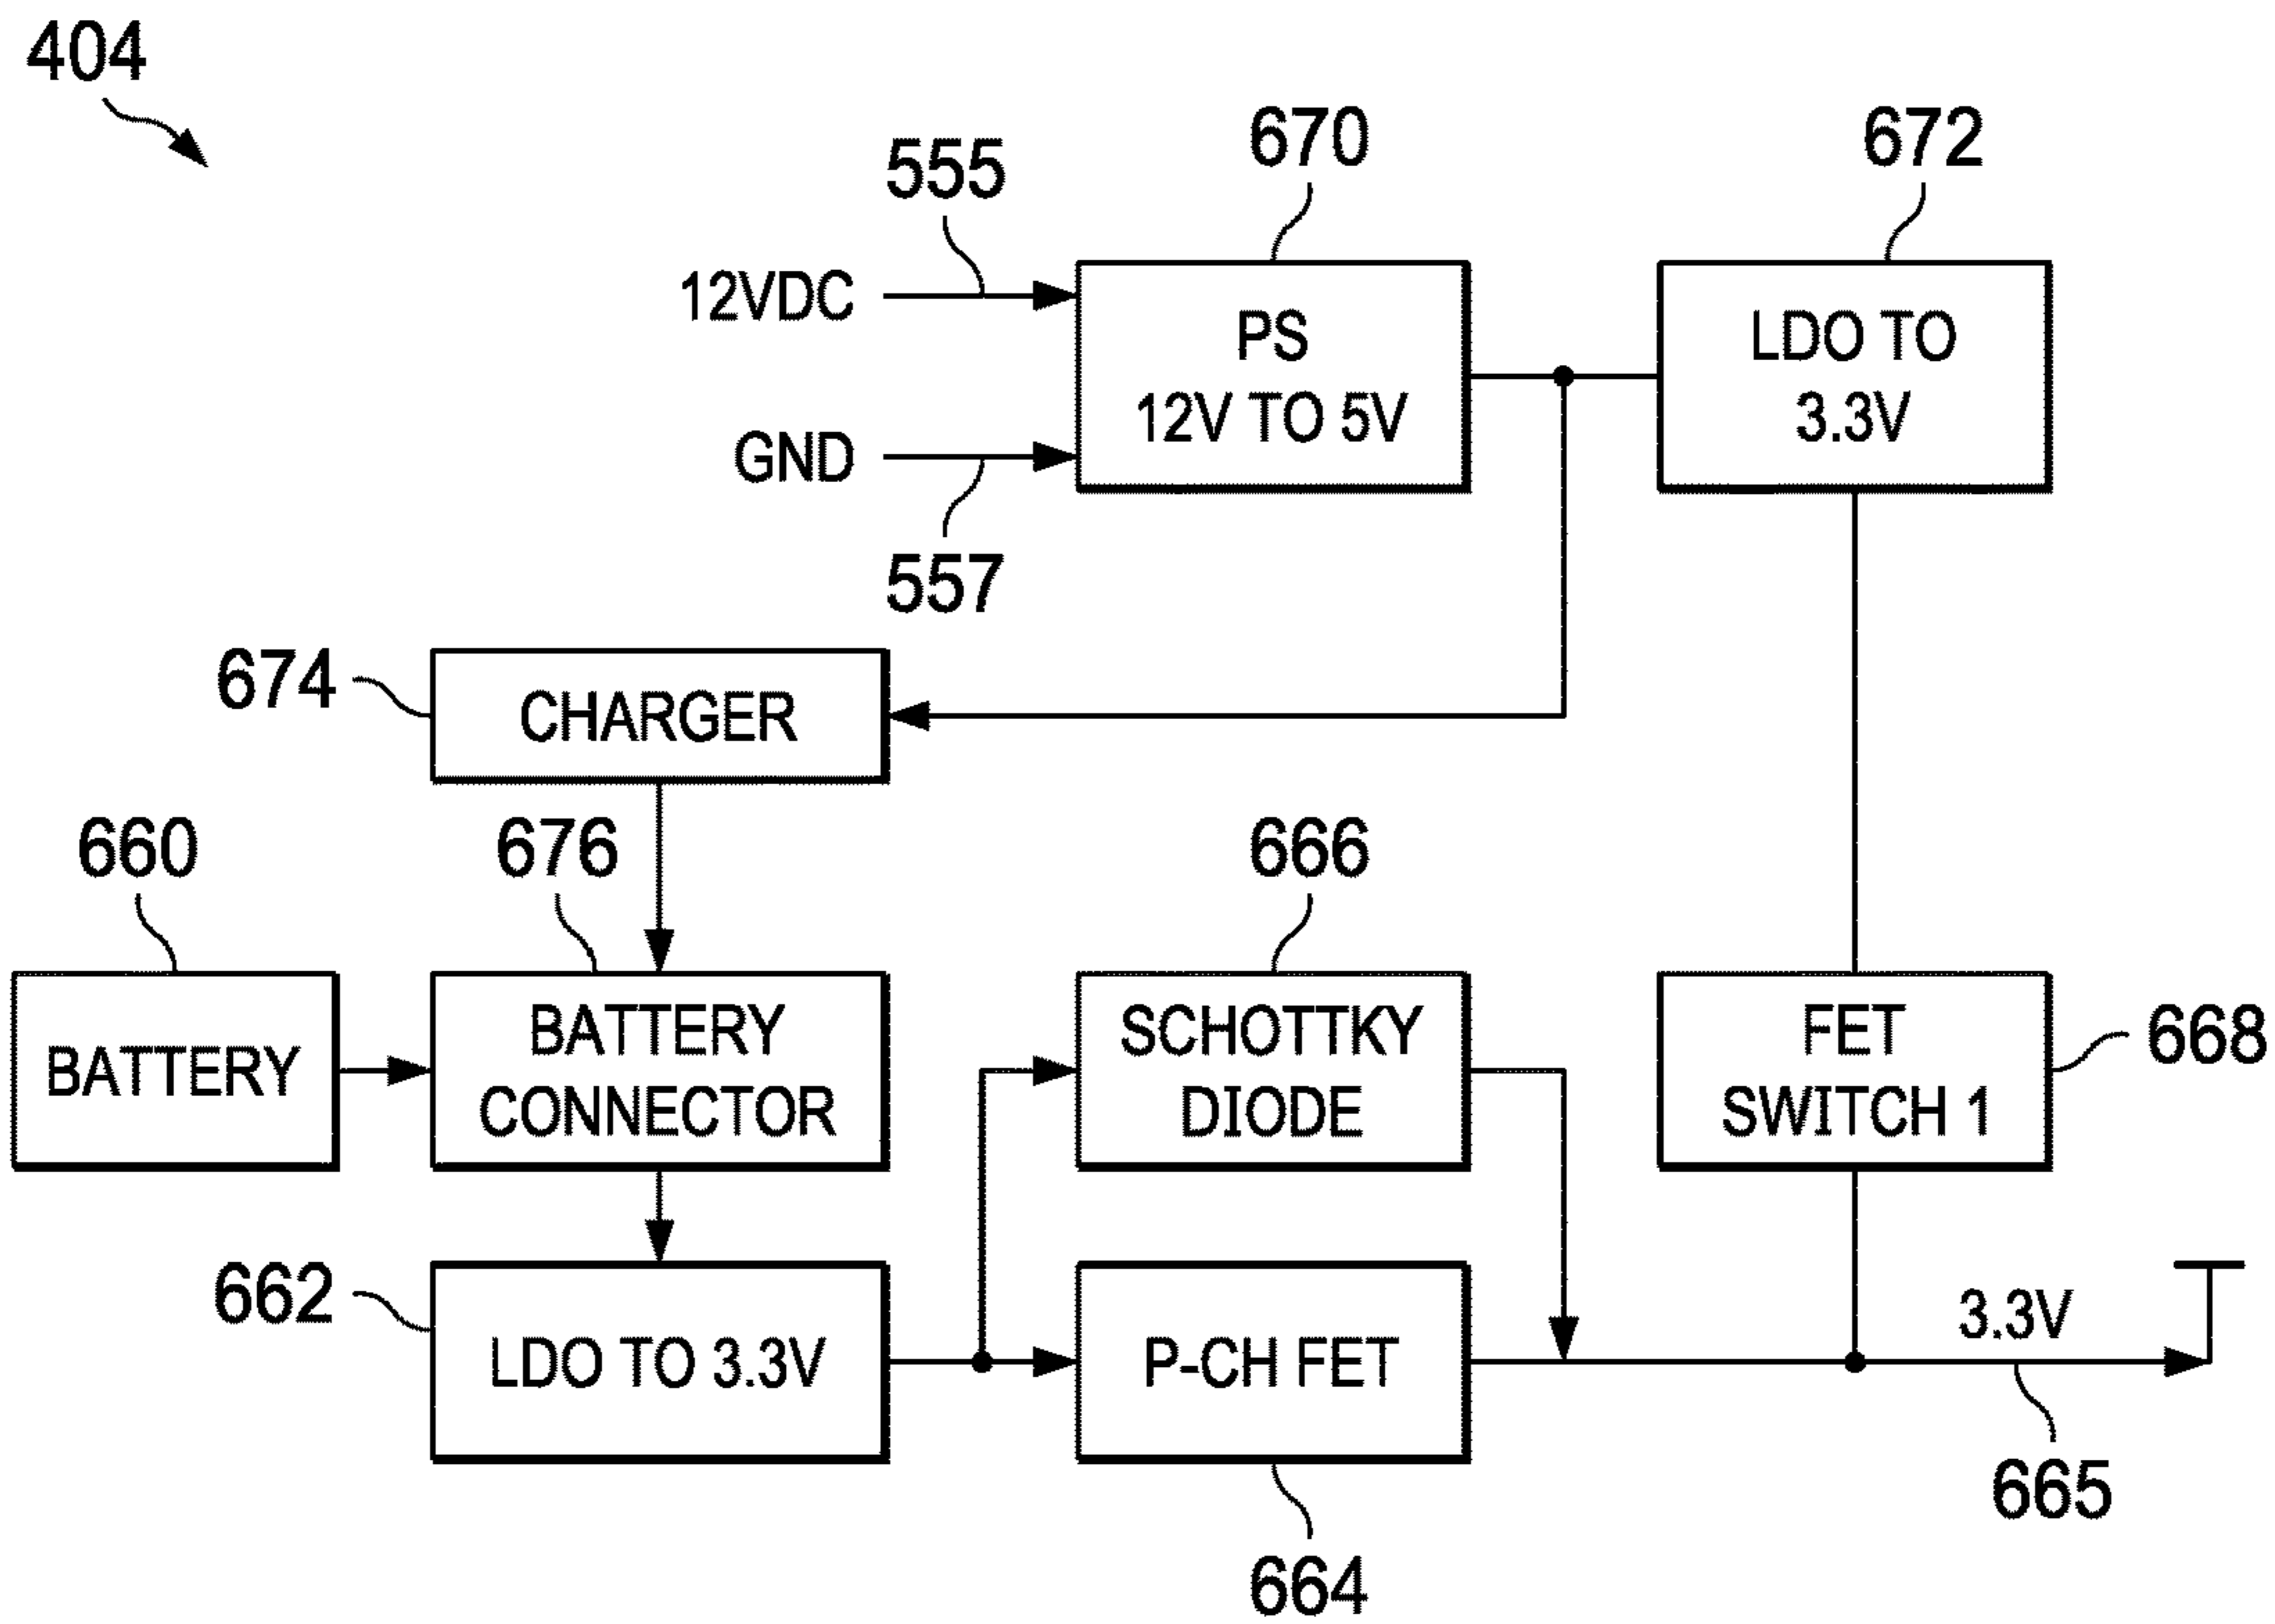 404
670
672
555
12VDC
PS
12V TO 5V
LDO TO
3.3V
GND
557
674
CHARGER
660
676
666
BATTERY
BATTERY
CONNECTOR
SCHOTTKY
DIODE
FET
SWITCH 1
668
662
LDO TO 3.3V
P-CH FET
3.3V
665
664